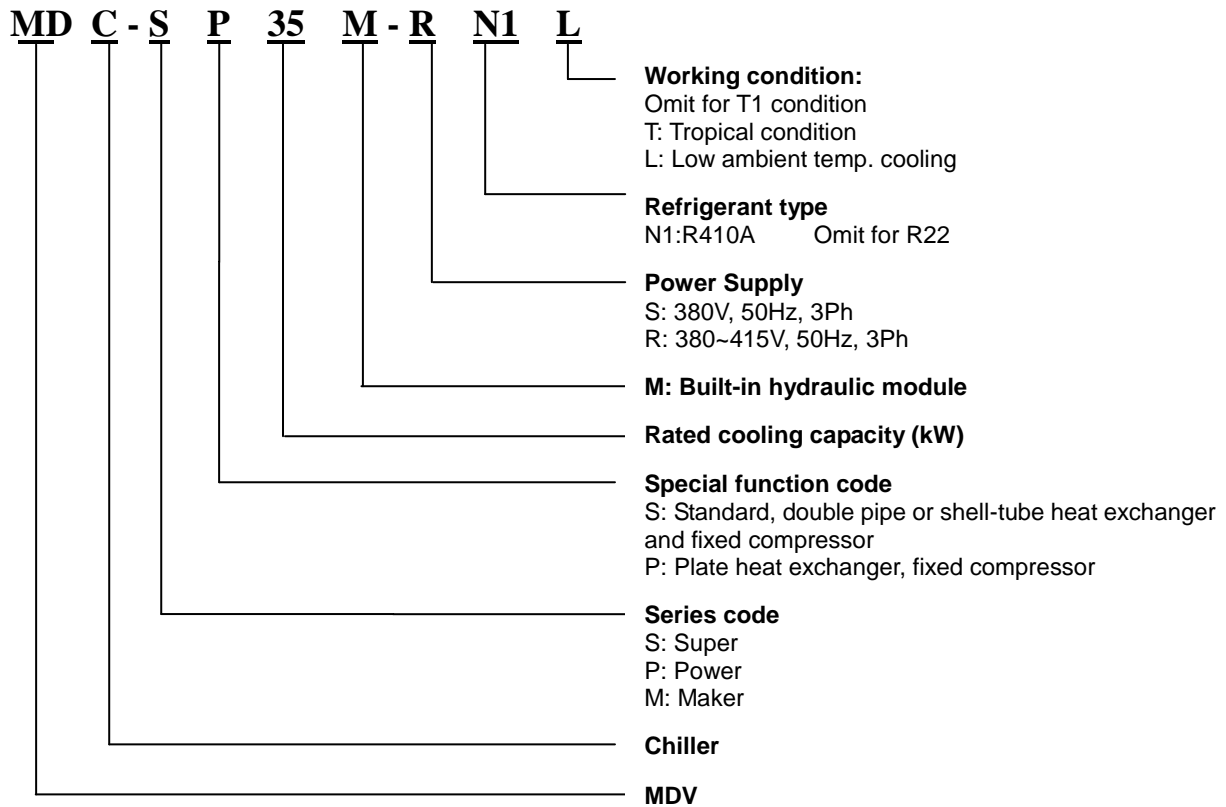 MD C - S P 35 M - R N1 L
Working condition:
Omit for T1 condition
T: Tropical condition
L: Low ambient temp. cooling
Refrigerant type
N1:R410A Omit for R22
Power Supply
S: 380V, 50Hz, 3Ph
R: 380~415V, 50Hz, 3Ph
M: Built-in hydraulic module
Rated cooling capacity (kW)
Special function code
S: Standard, double pipe or shell-tube heat exchanger
and fixed compressor
P: Plate heat exchanger, fixed compressor
Series code
S: Super
P: Power
M: Maker
Chiller
MDV